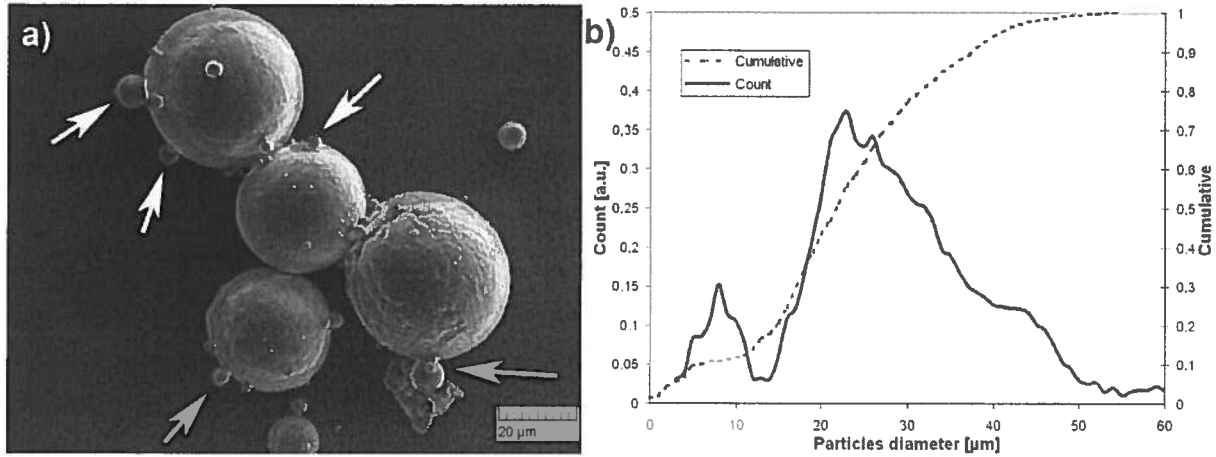 a)
20 µm
b)
Cumulative
Count
Count [a.u.]
0.5
0.45
0.4
0,35
0.3
0.25
0.2
0.15
0.1
0.05
0
1
0,9
0.8
0.7
0.6
0.5
0.4
0.3
0.2
0.1
0
Cumulative
0 10 20 30 40 50 60
Particles diameter [µm]